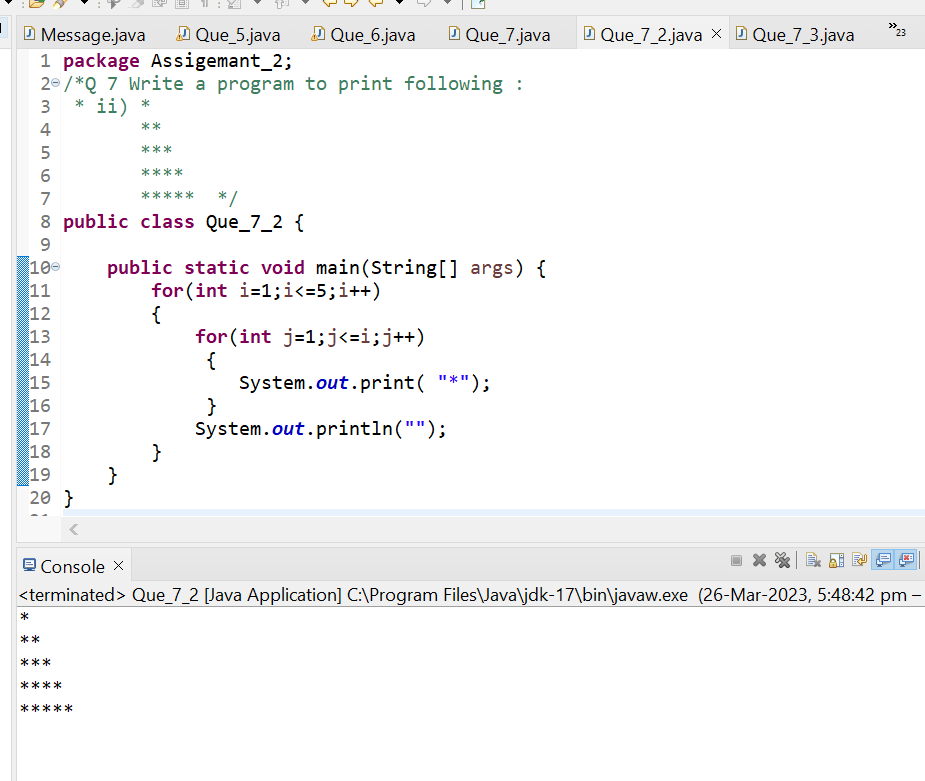 Message.java Que_5.java Que_6.java Que_7.java Que_7_2.java Que_7_3.java »23
1 package Assigemant_2;
2 /*Q 7 Write a program to print following :
3  * ii) *
4        **
5        ***
6        ****
7        *****  */
8 public class Que_7_2 {
9
10     public static void main(String[] args) {
11         for(int i=1;i<=5;i++)
12         {
13             for(int j=1;j<=i;j++)
14              {
15                 System.out.print( "*");
16              }
17             System.out.println("");
18         }
19     }
20 }
Console
<terminated> Que_7_2 [Java Application] C:\Program Files\Java\jdk-17\bin\javaw.exe (26-Mar-2023, 5:48:42 pm –
*
**
***
****
*****